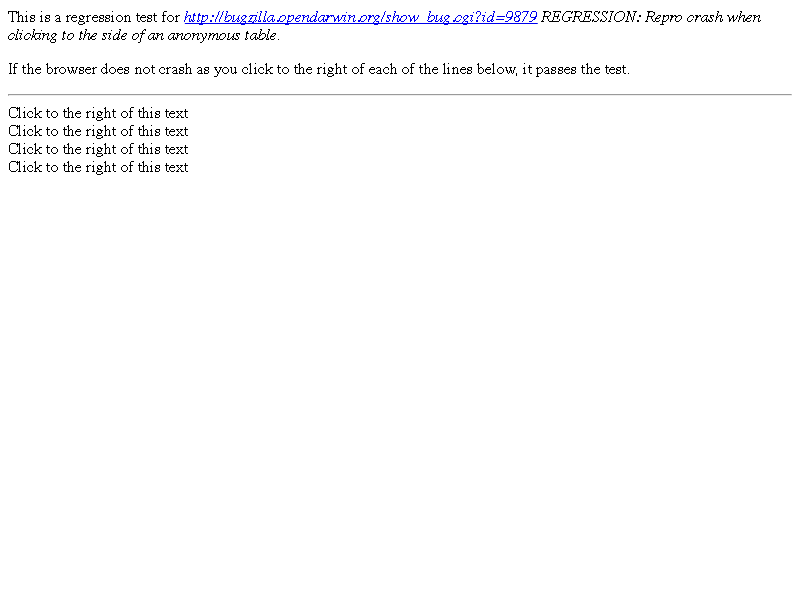 This is a regression test for http://bugzilla.opendarwin.org/show_bug.cgi?id=9879 REGRESSION: Repro crash when
clicking to the side of an anonymous table.
If the browser does not crash as you click to the right of each of the lines below, it passes the test.
Click to the right of this text
Click to the right of this text
Click to the right of this text
Click to the right of this text